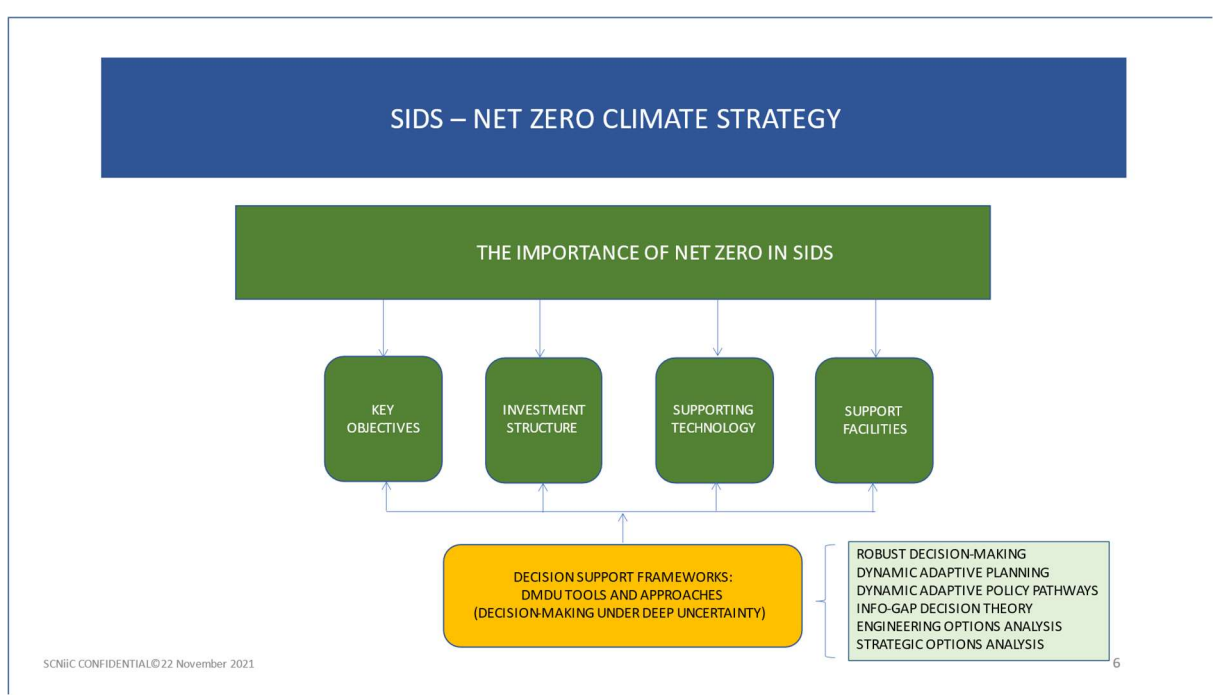 SIDS – NET ZERO CLIMATE STRATEGY
THE IMPORTANCE OF NET ZERO IN SIDS
KEY
OBJECTIVES
INVESTMENT
STRUCTURE
SUPPORTING
TECHNOLOGY
SUPPORT
FACILITIES
DECISION SUPPORT FRAMEWORKS:
DMDU TOOLS AND APPROACHES
(DECISION-MAKING UNDER DEEP UNCERTAINTY)
ROBUST DECISION-MAKING
DYNAMIC ADAPTIVE PLANNING
DYNAMIC ADAPTIVE POLICY PATHWAYS
INFO-GAP DECISION THEORY
ENGINEERING OPTIONS ANALYSIS
STRATEGIC OPTIONS ANALYSIS
SCNiiC CONFIDENTIAL©22 November 2021
6